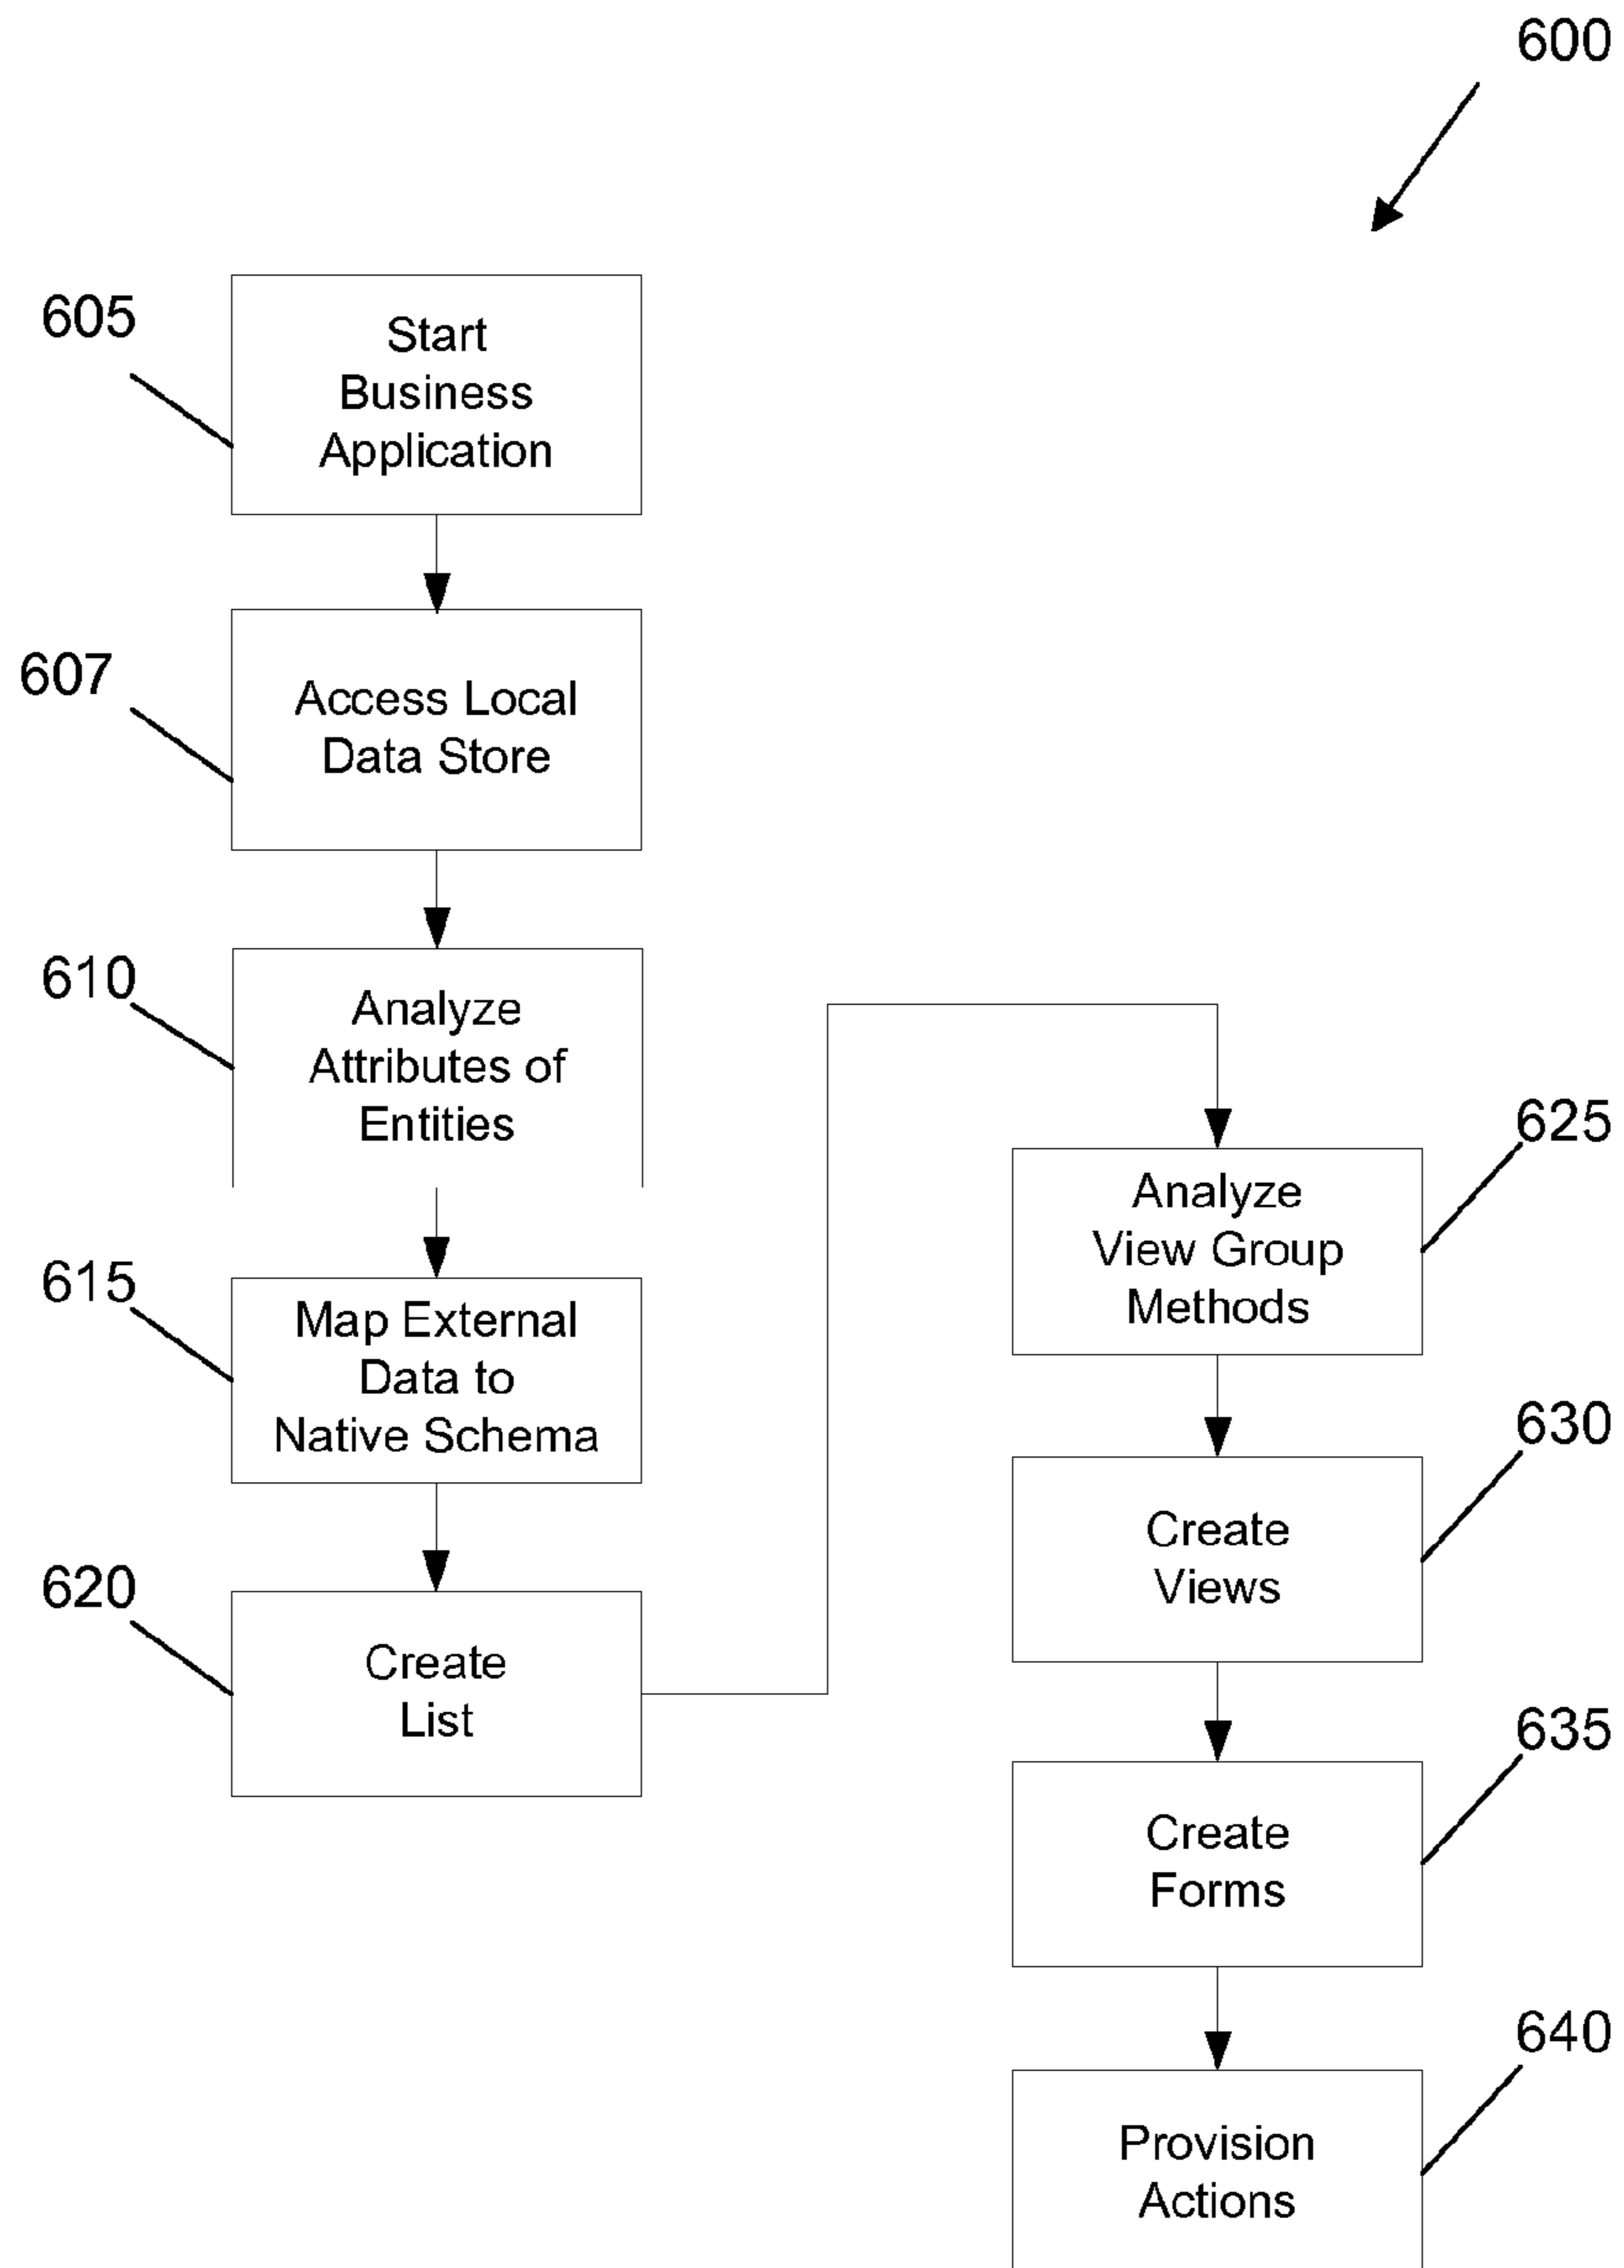 600
605
Start
Business
Application
607
Access Local
Data Store
610
Analyze
Attributes of
Entities
615
Map External
Data to
Native Schema
620
Create
List
625
Analyze
View Group
Methods
630
Create
Views
635
Create
Forms
640
Provision
Actions